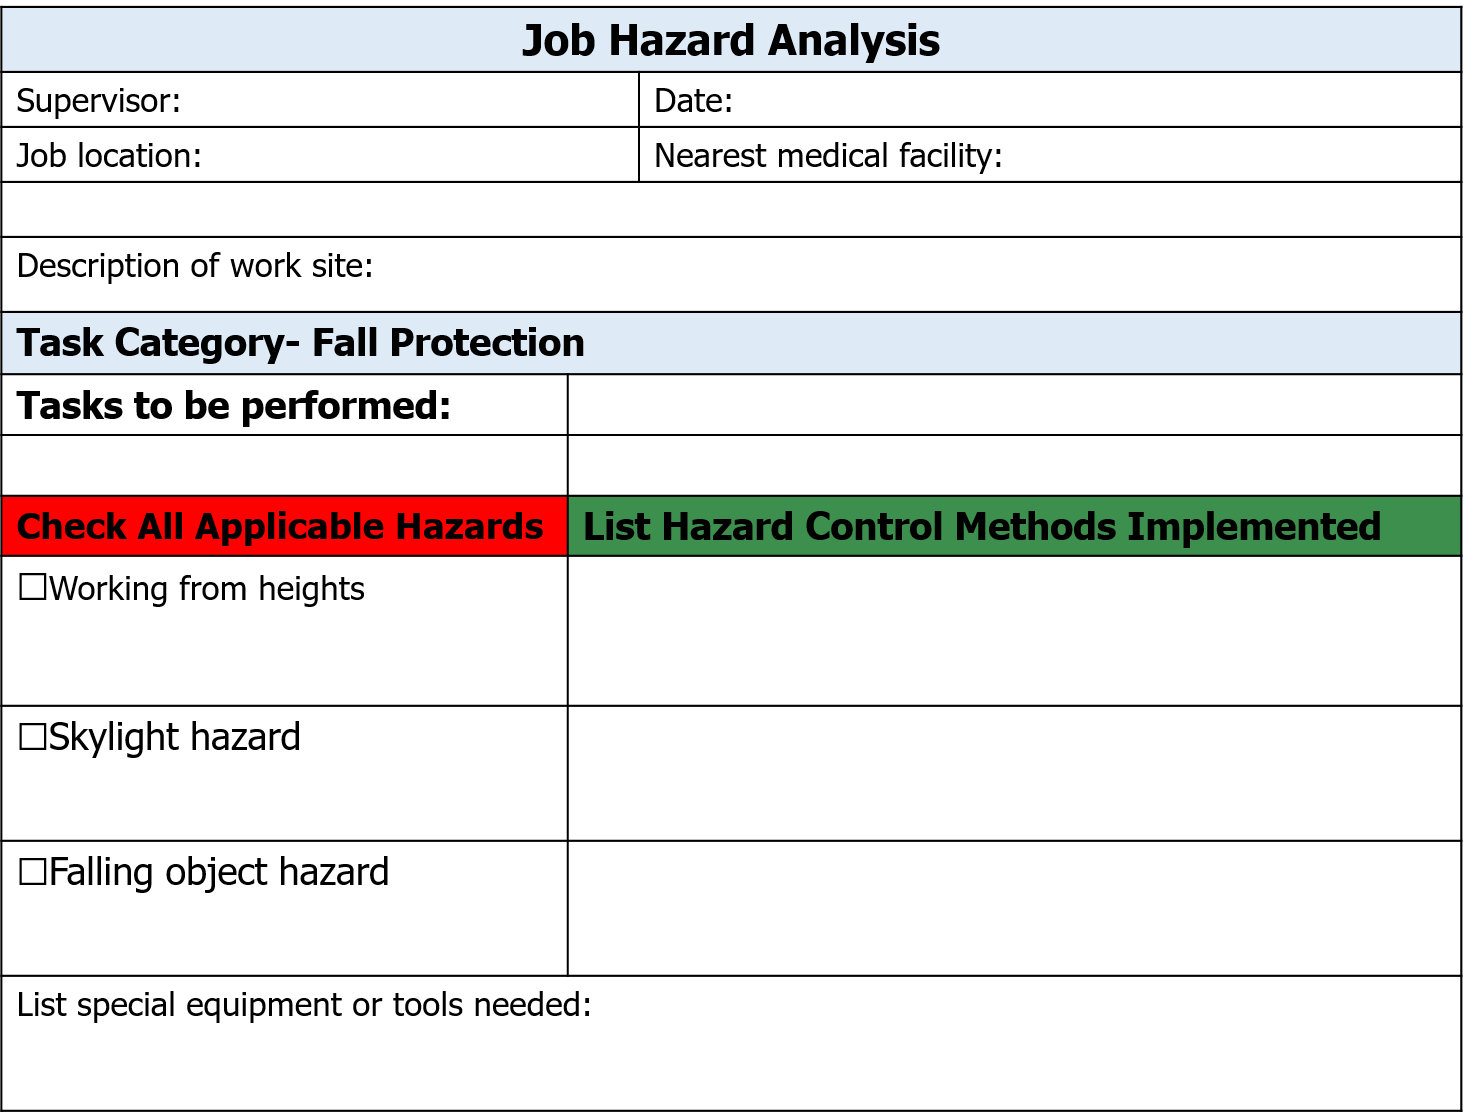 Job Hazard Analysis
Supervisor:
Date:
Job location:
Nearest medical facility:
Description of work site:
Task Category- Fall Protection
Tasks to be performed:
Check All Applicable Hazards
List Hazard Control Methods Implemented
☐Working from heights
☐Skylight hazard
☐Falling object hazard
List special equipment or tools needed: